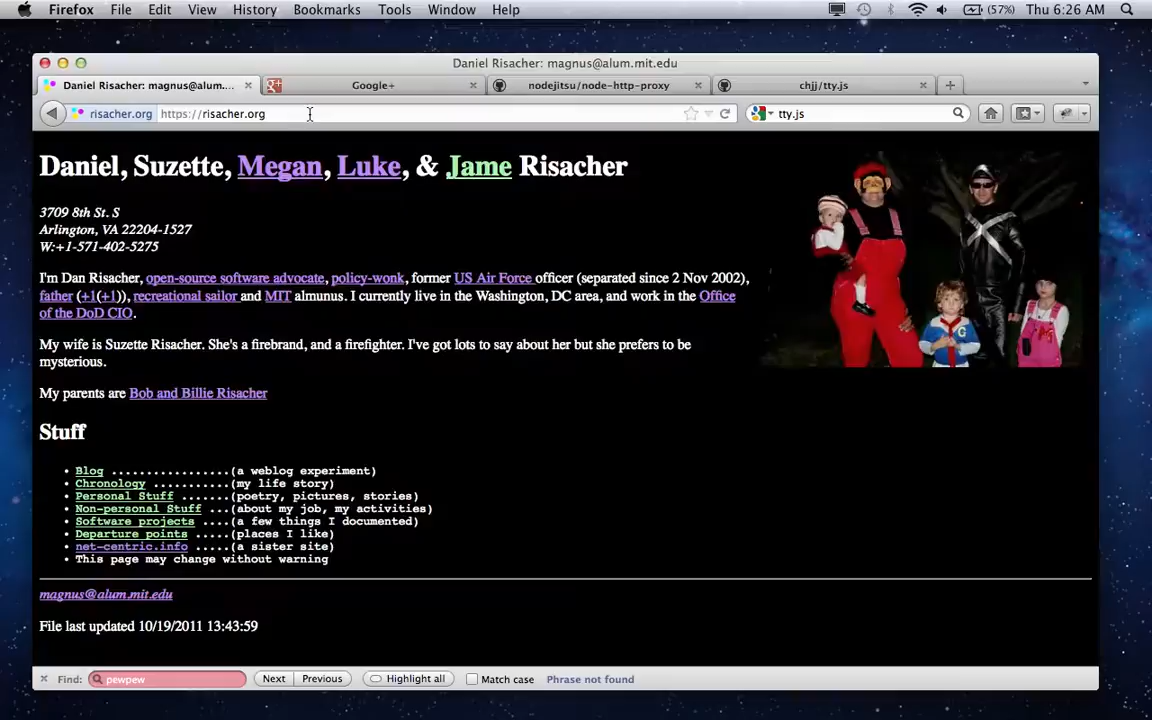 Firefox File Edit View History Bookmarks Tools Window Help (57%) Thu 6:26 AM
Daniel Risacher: magnus@alum.mit.edu
Daniel Risacher: magnus@alum.... Google+ nodejitsu/node-http-proxy chjj/tty.js
risacher.org https://risacher.org tty.js
Daniel, Suzette, Megan, Luke, & Jame Risacher
3709 8th St. S
Arlington, VA 22204-1527
W:+1-571-402-5275
I'm Dan Risacher, open-source software advocate, policy-wonk, former US Air Force officer (separated since 2 Nov 2002),
father (+1(+1)), recreational sailor and MIT almunus. I currently live in the Washington, DC area, and work in the Office
of the DoD CIO.
My wife is Suzette Risacher. She's a firebrand, and a firefighter. I've got lots to say about her but she prefers to be
mysterious.
My parents are Bob and Billie Risacher
Stuff
• Blog .................(a weblog experiment)
• Chronology ...........(my life story)
• Personal Stuff .......(poetry, pictures, stories)
• Non-personal Stuff ...(about my job, my activities)
• Software projects ....(a few things I documented)
• Departure points .....(places I like)
• net-centric.info .....(a sister site)
• This page may change without warning
magnus@alum.mit.edu
File last updated 10/19/2011 13:43:59
Find: pewpew Next Previous Highlight all Match case Phrase not found